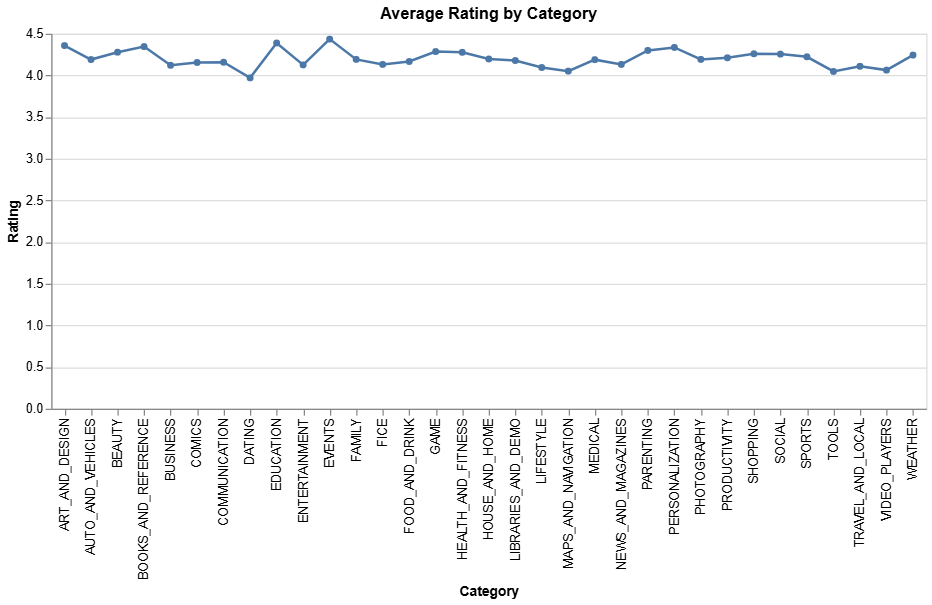 Average Rating by Category
Rating
4.5
4.0
3.5
3.0
2.5
2.0
1.5
1.0
0.5
0.0
ART_AND_DESIGN
AUTO_AND_VEHICLES
BEAUTY
BOOKS_AND_REFERENCE
BUSINESS
COMICS
COMMUNICATION
DATING
EDUCATION
ENTERTAINMENT
EVENTS
FAMILY
FICE
FOOD_AND_DRINK
GAME
HEALTH_AND_FITNESS
HOUSE_AND_HOME
LIBRARIES_AND_DEMO
LIFESTYLE
MAPS_AND_NAVIGATION
MEDICAL
NEWS_AND_MAGAZINES
PARENTING
PERSONALIZATION
PHOTOGRAPHY
PRODUCTIVITY
SHOPPING
SOCIAL
SPORTS
TOOLS
TRAVEL_AND_LOCAL
VIDEO_PLAYERS
WEATHER
Category